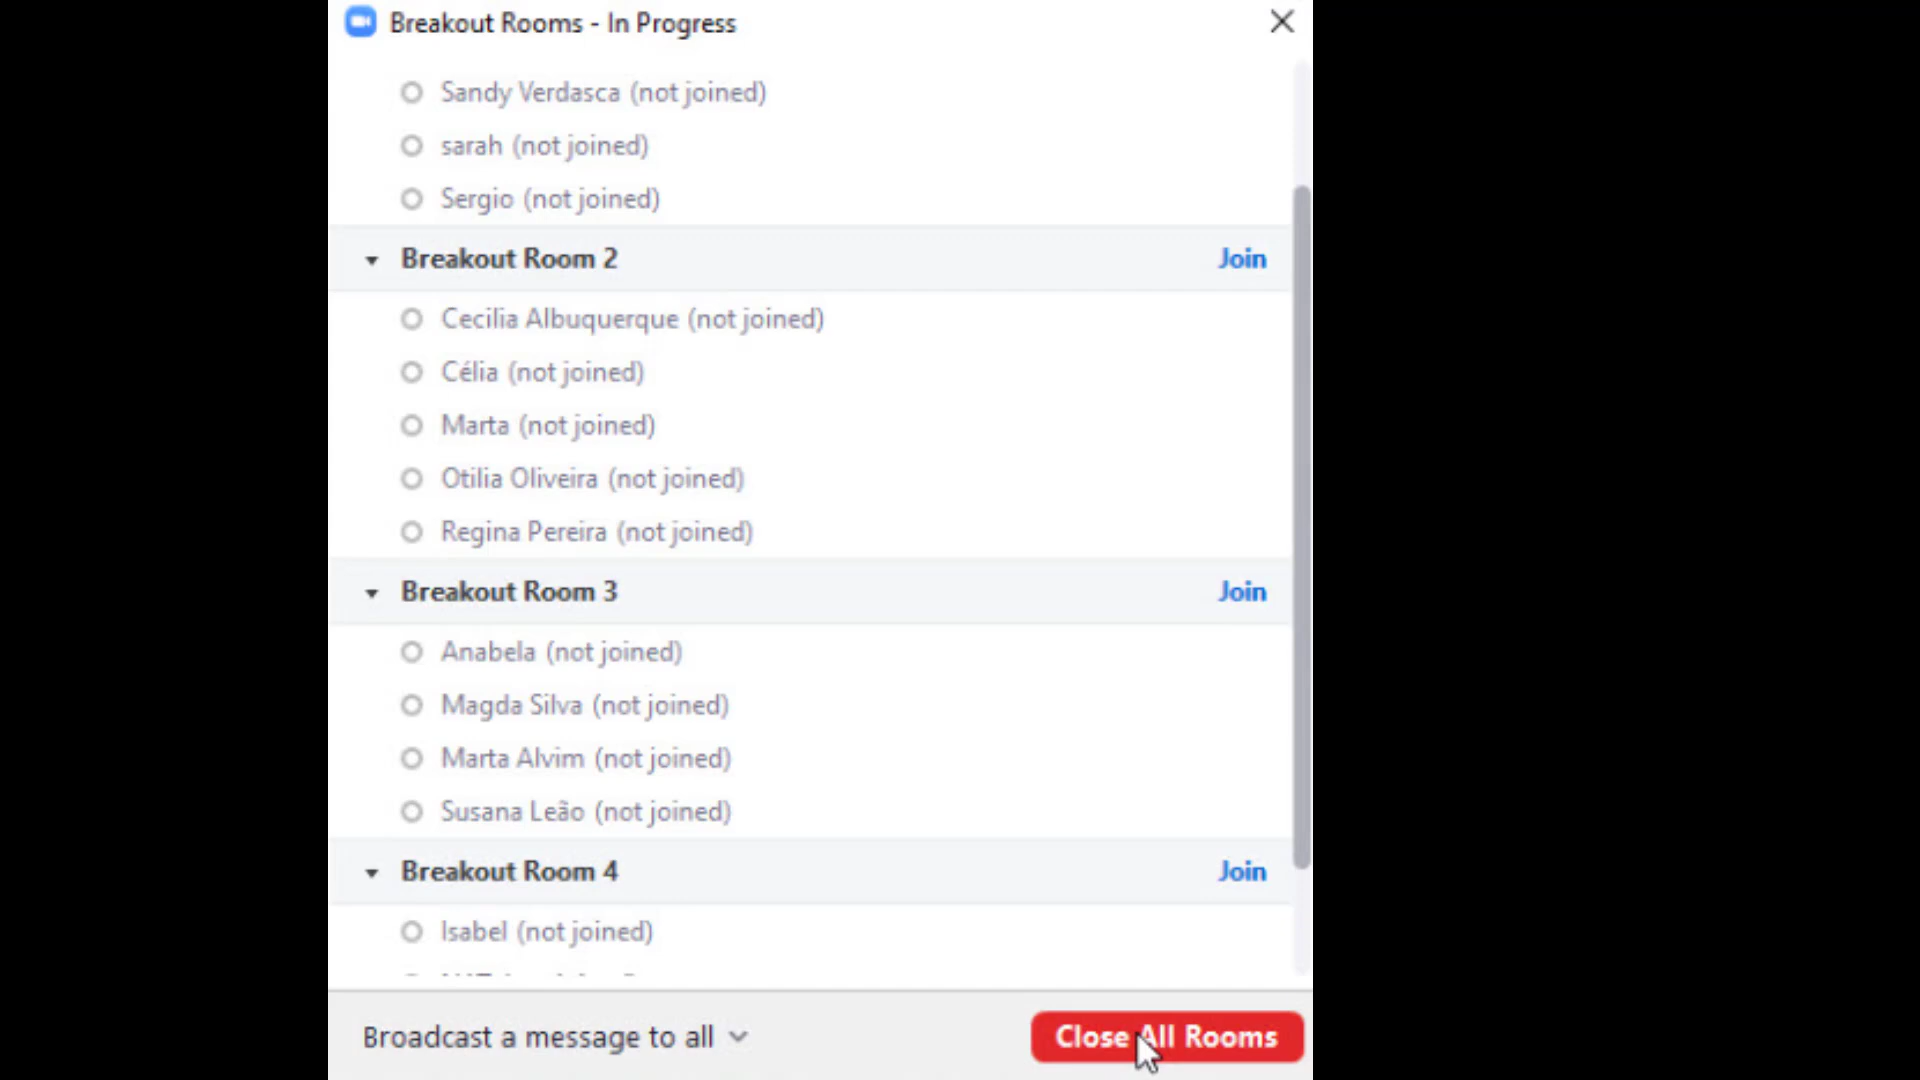 Breakout Rooms - In Progress
Sandy Verdasca (not joined)
sarah (not joined)
Sergio (not joined)
Breakout Room 2 Join
Cecilia Albuquerque (not joined)
Célia (not joined)
Marta (not joined)
Otilia Oliveira (not joined)
Regina Pereira (not joined)
Breakout Room 3 Join
Anabela (not joined)
Magda Silva (not joined)
Marta Alvim (not joined)
Susana Leão (not joined)
Breakout Room 4 Join
Isabel (not joined)
Broadcast a message to all
Close All Rooms